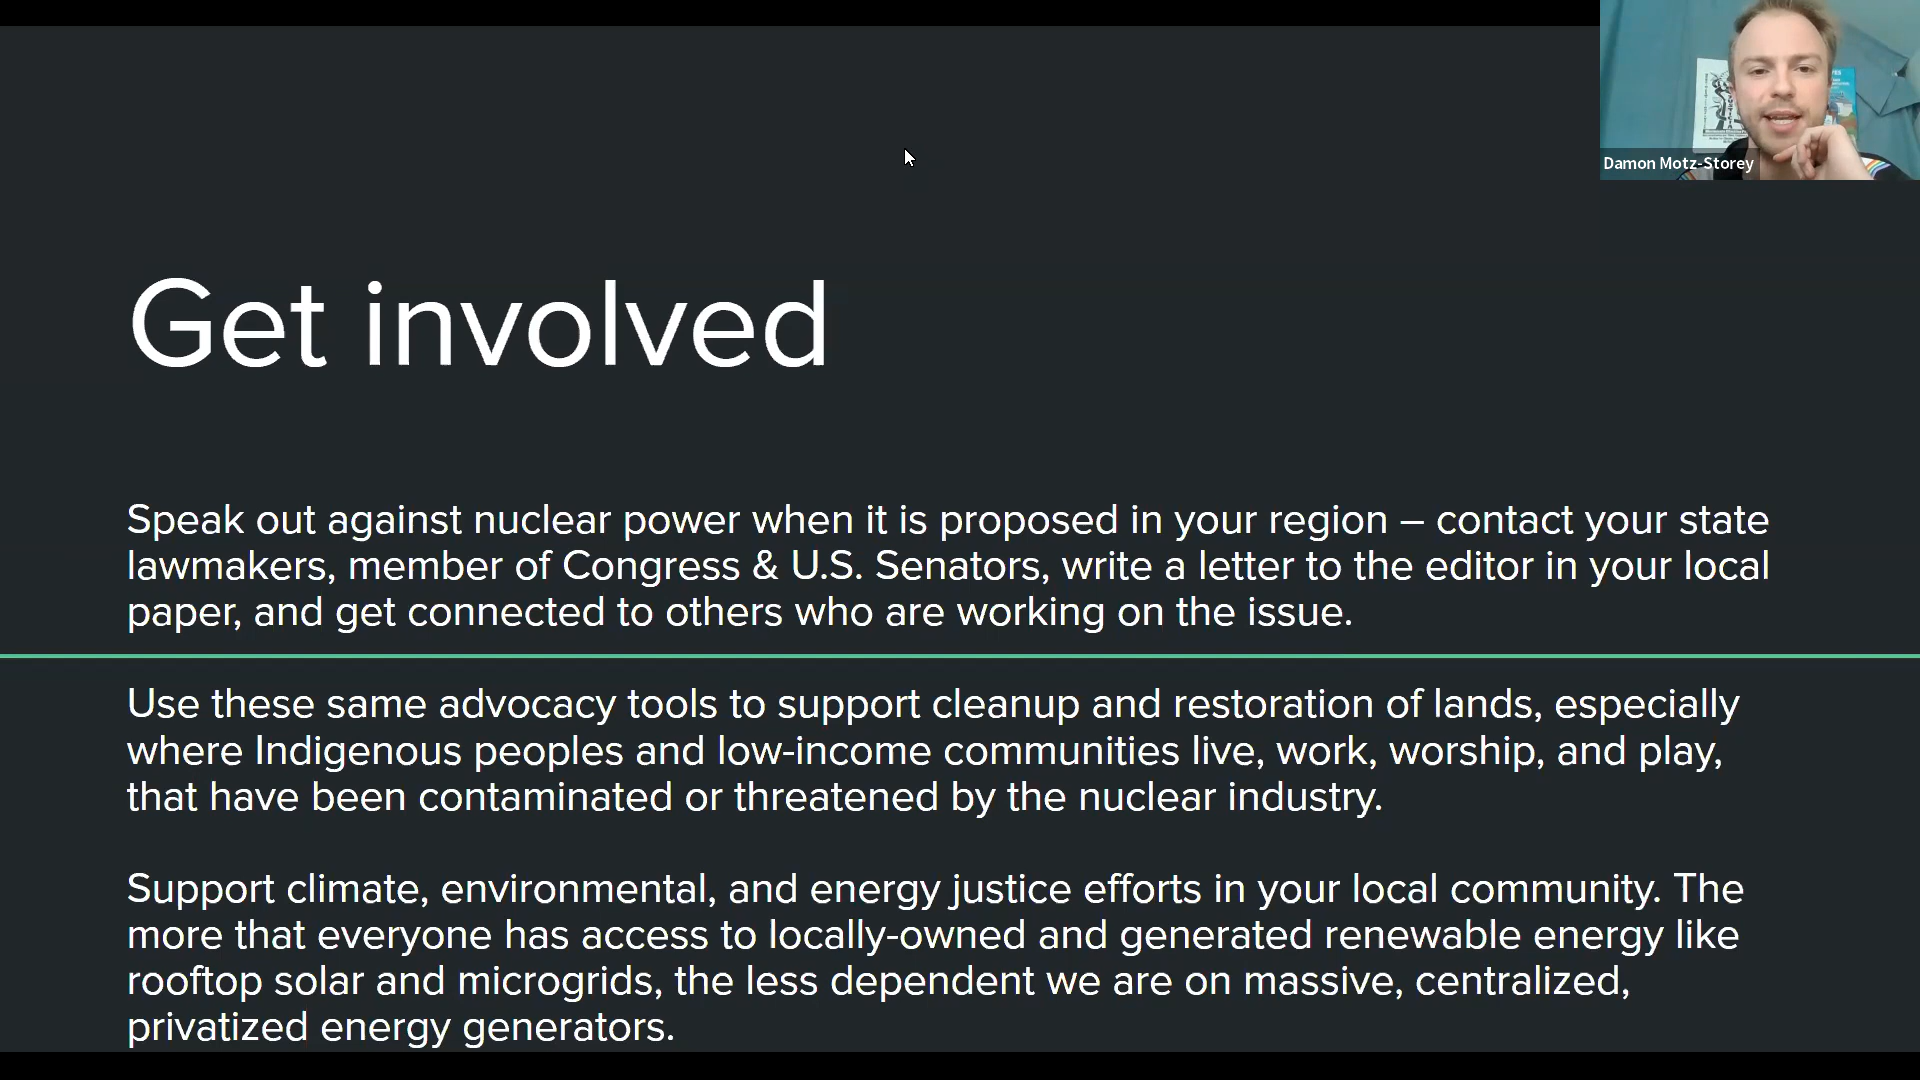 Damon Motz-Storey
Get involved
Speak out against nuclear power when it is proposed in your region – contact your state
lawmakers, member of Congress & U.S. Senators, write a letter to the editor in your local
paper, and get connected to others who are working on the issue.
Use these same advocacy tools to support cleanup and restoration of lands, especially
where Indigenous peoples and low-income communities live, work, worship, and play,
that have been contaminated or threatened by the nuclear industry.
Support climate, environmental, and energy justice efforts in your local community. The
more that everyone has access to locally-owned and generated renewable energy like
rooftop solar and microgrids, the less dependent we are on massive, centralized,
privatized energy generators.